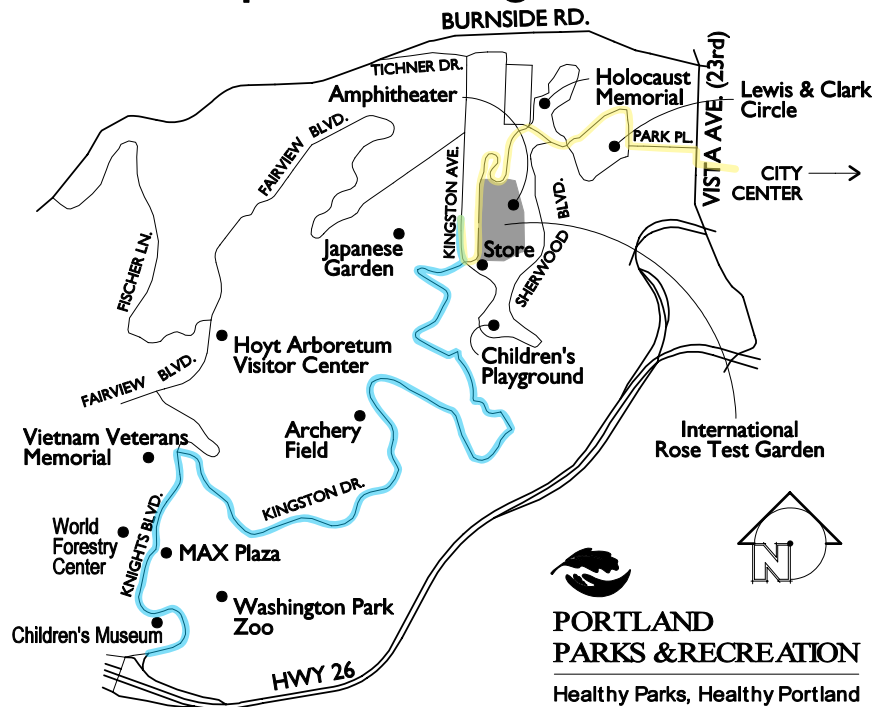 BURNSIDE RD.
TICHNER DR.
Amphitheater
Holocaust
Memorial
Lewis & Clark
Circle
VISTA AVE. (23rd)
PARK PL.
CITY
CENTER
FAIRVIEW BLVD.
KINGSTON AVE.
SHERWOOD BLVD.
Japanese
Garden
Store
FISCHER LN.
Hoyt Arboretum
Visitor Center
Children's
Playground
FAIRVIEW BLVD.
International
Rose Test Garden
Archery
Field
Vietnam Veterans
Memorial
KINGSTON DR.
KNIGHTS BLVD.
World
Forestry
Center
MAX Plaza
Washington Park
Zoo
Children's Museum
HWY 26
N
PORTLAND
PARKS & RECREATION
Healthy Parks, Healthy Portland